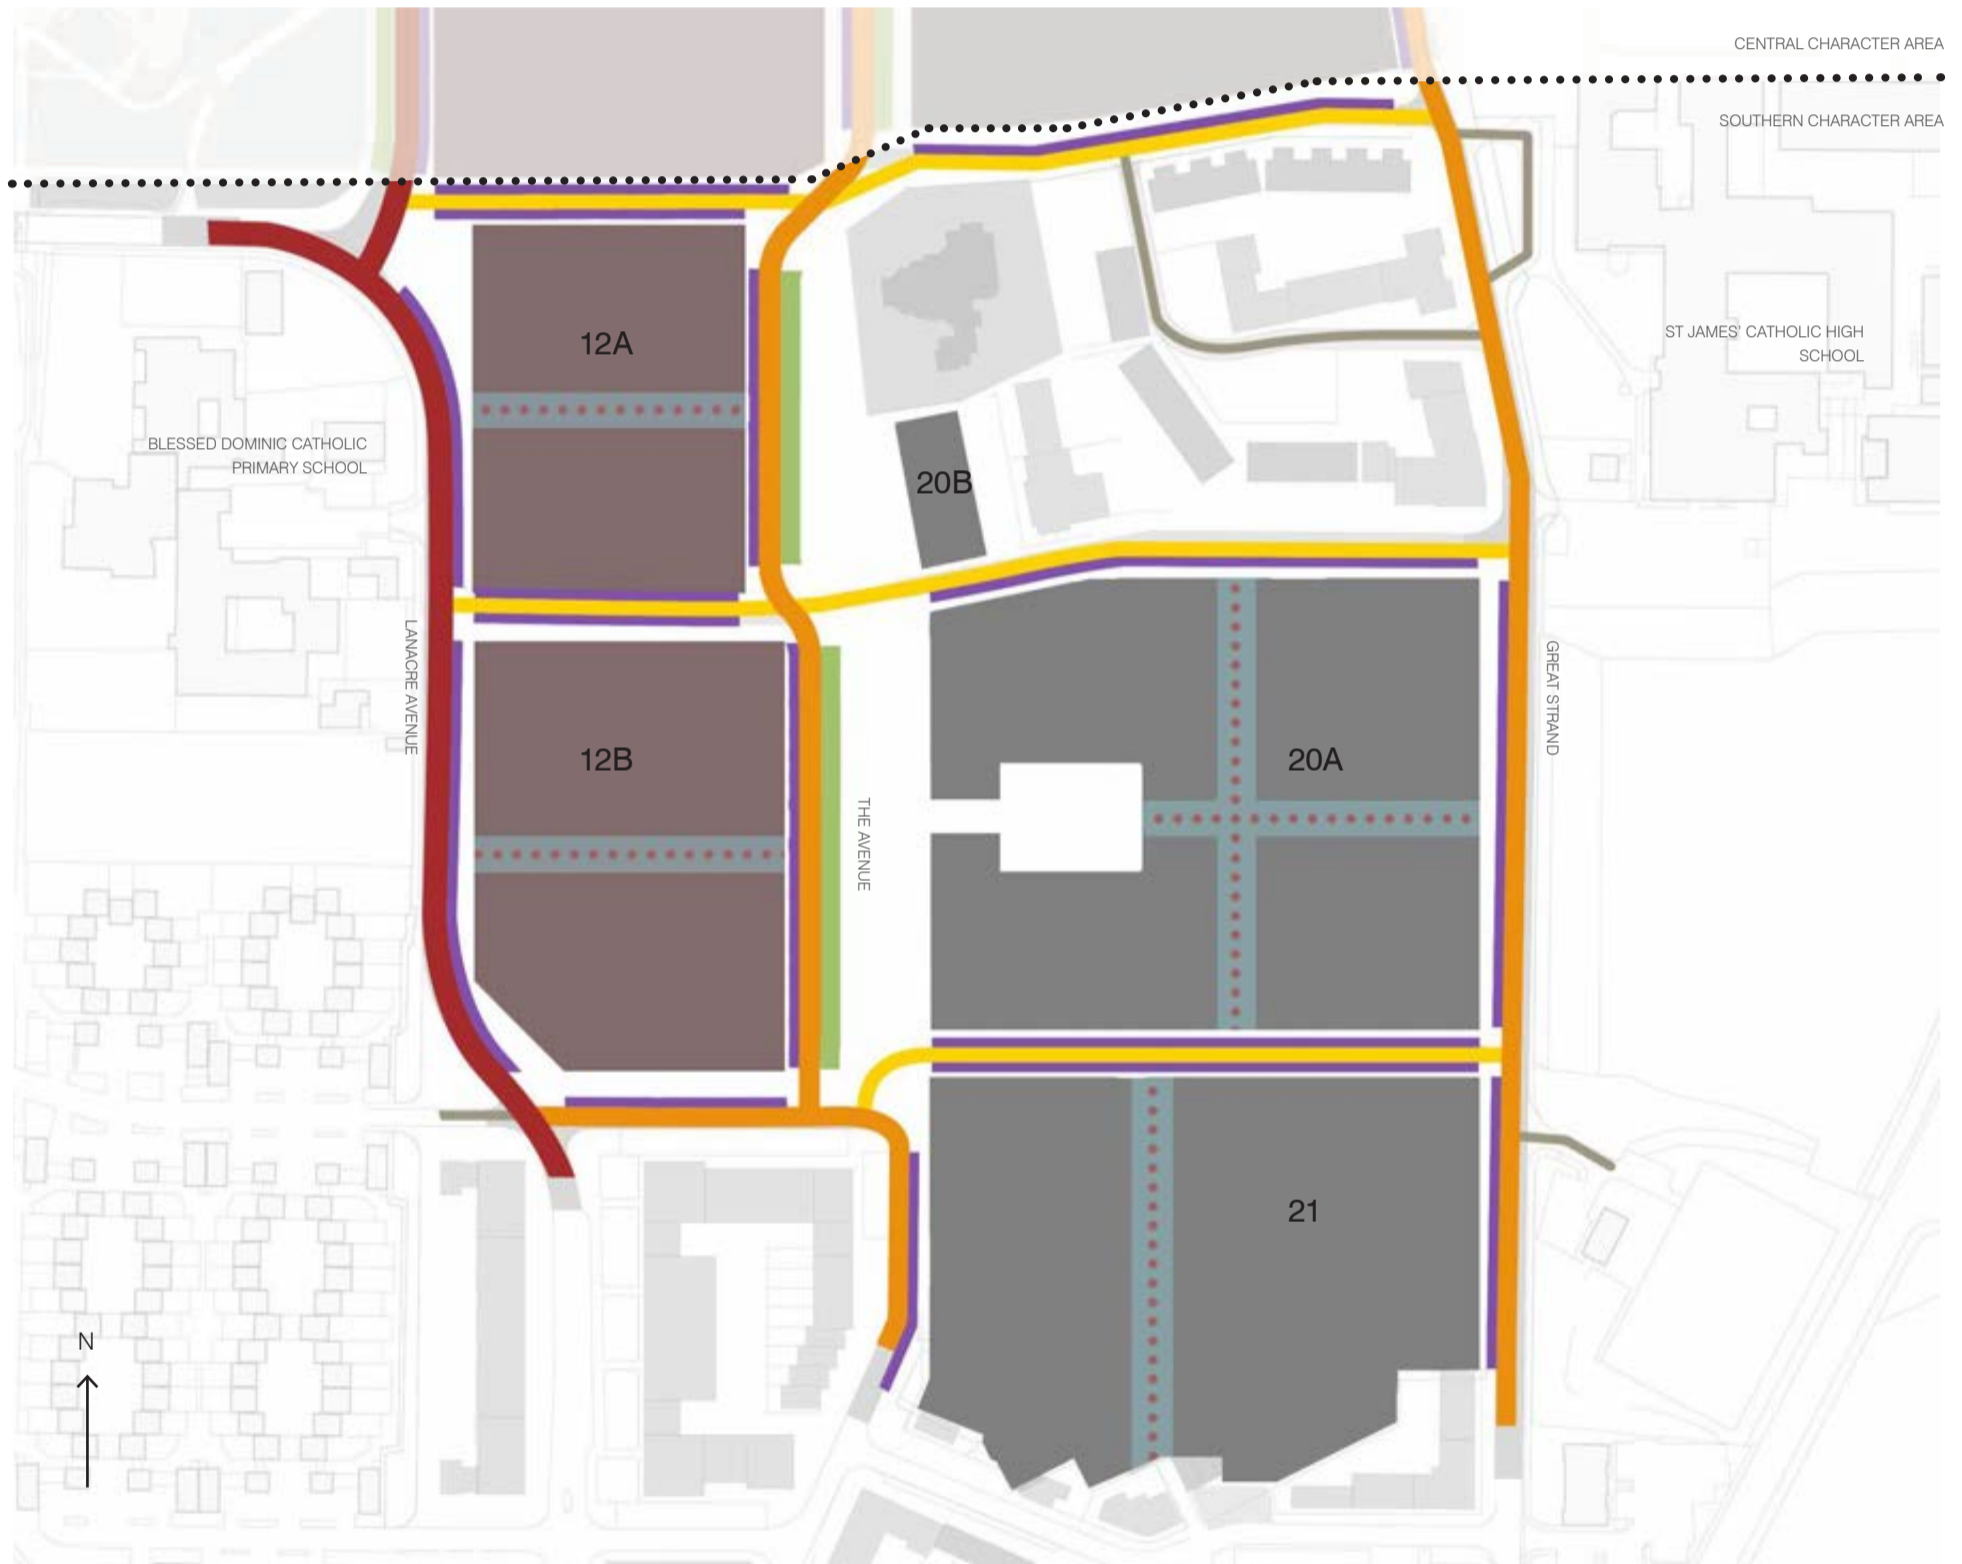 CENTRAL CHARACTER AREA
SOUTHERN CHARACTER AREA
ST JAMES' CATHOLIC HIGH
SCHOOL
12A
BLESSED DOMINIC CATHOLIC
PRIMARY SCHOOL
20B
LANACRE AVENUE
GREAT STRAND
12B
20A
THE AVENUE
21
N